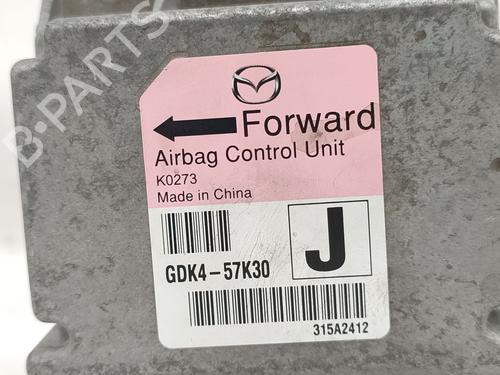 B-PARTS
Forward
Airbag Control Unit
K0273
Made in China
GDK4-57K30
J
315A2412